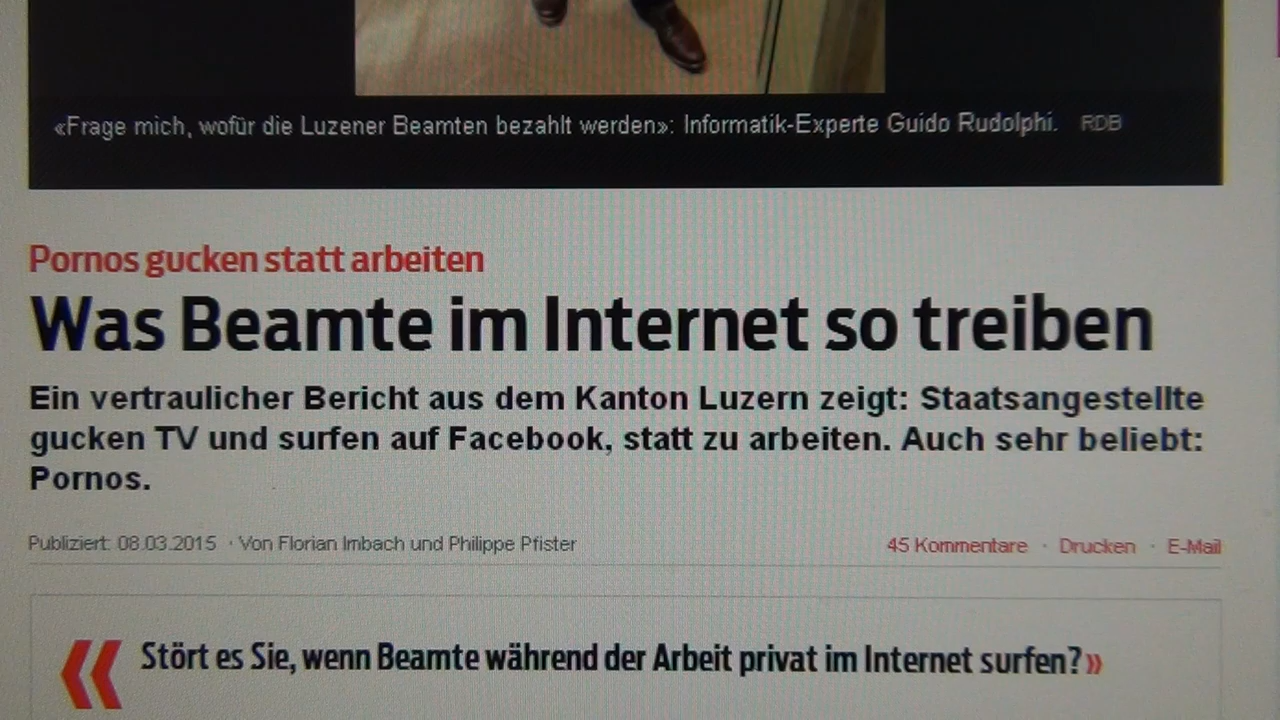 «Frage mich, wofür die Luzener Beamten bezahlt werden»: Informatik-Experte Guido Rudolphi. RDB
Pornos gucken statt arbeiten
Was Beamte im Internet so treiben
Ein vertraulicher Bericht aus dem Kanton Luzern zeigt: Staatsangestellte
gucken TV und surfen auf Facebook, statt zu arbeiten. Auch sehr beliebt:
Pornos.
Publiziert: 08.03.2015 · Von Florian Imbach und Philippe Pfister
45 Kommentare · Drucken · E-Mail
« Stört es Sie, wenn Beamte während der Arbeit privat im Internet surfen?»